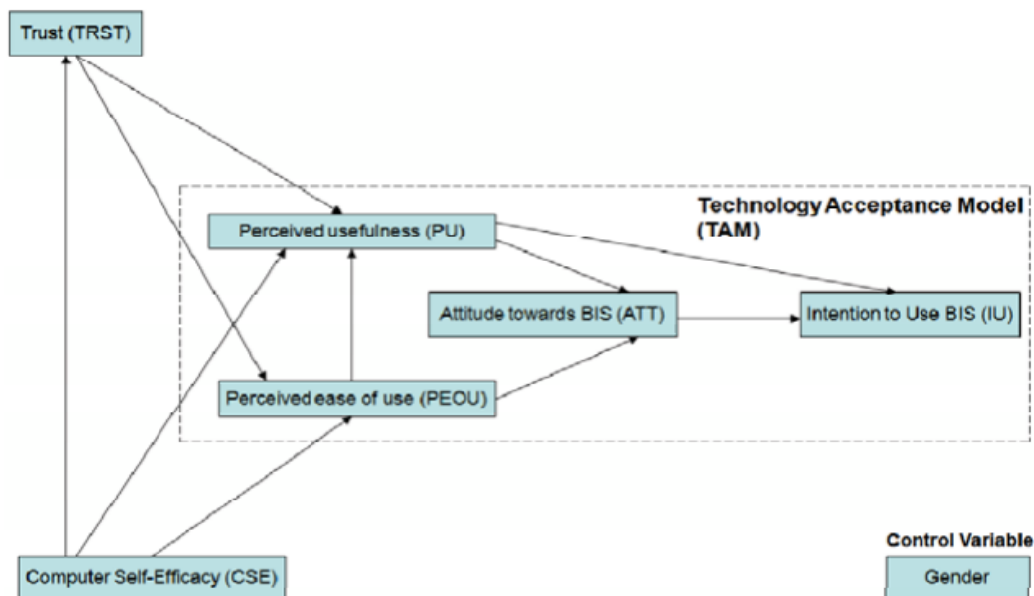 Trust (TRST)
Technology Acceptance Model
(TAM)
Perceived usefulness (PU)
Attitude towards BIS (ATT)
Intention to Use BIS (IU)
Perceived ease of use (PEOU)
Control Variable
Computer Self-Efficacy (CSE)
Gender